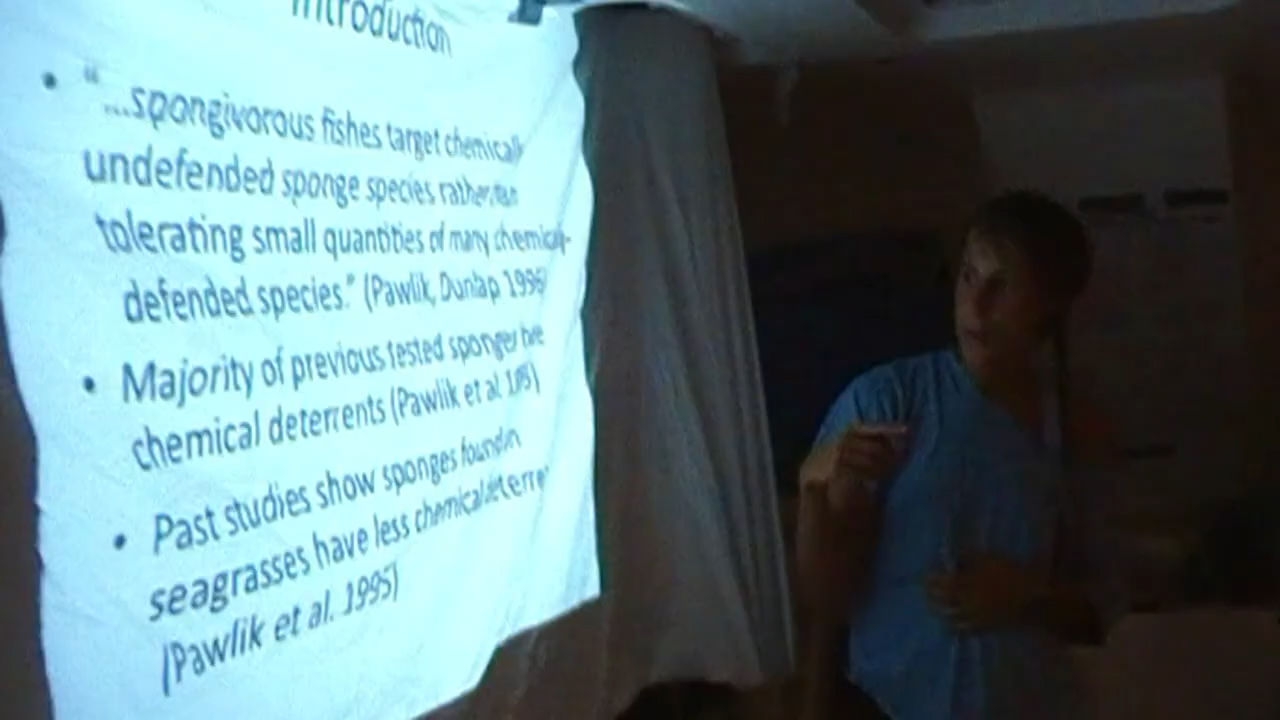 Introduction
• "...spongivorous fishes target chemically
undefended sponge species rather than
tolerating small quantities of many chemically-
defended species." (Pawlik, Dunlap 1996)
• Majority of previous tested sponges have
chemical deterrents (Pawlik et al.
• Past studies show sponges found in
seagrasses have less chemical deterre
(Pawlik et al. 1995)